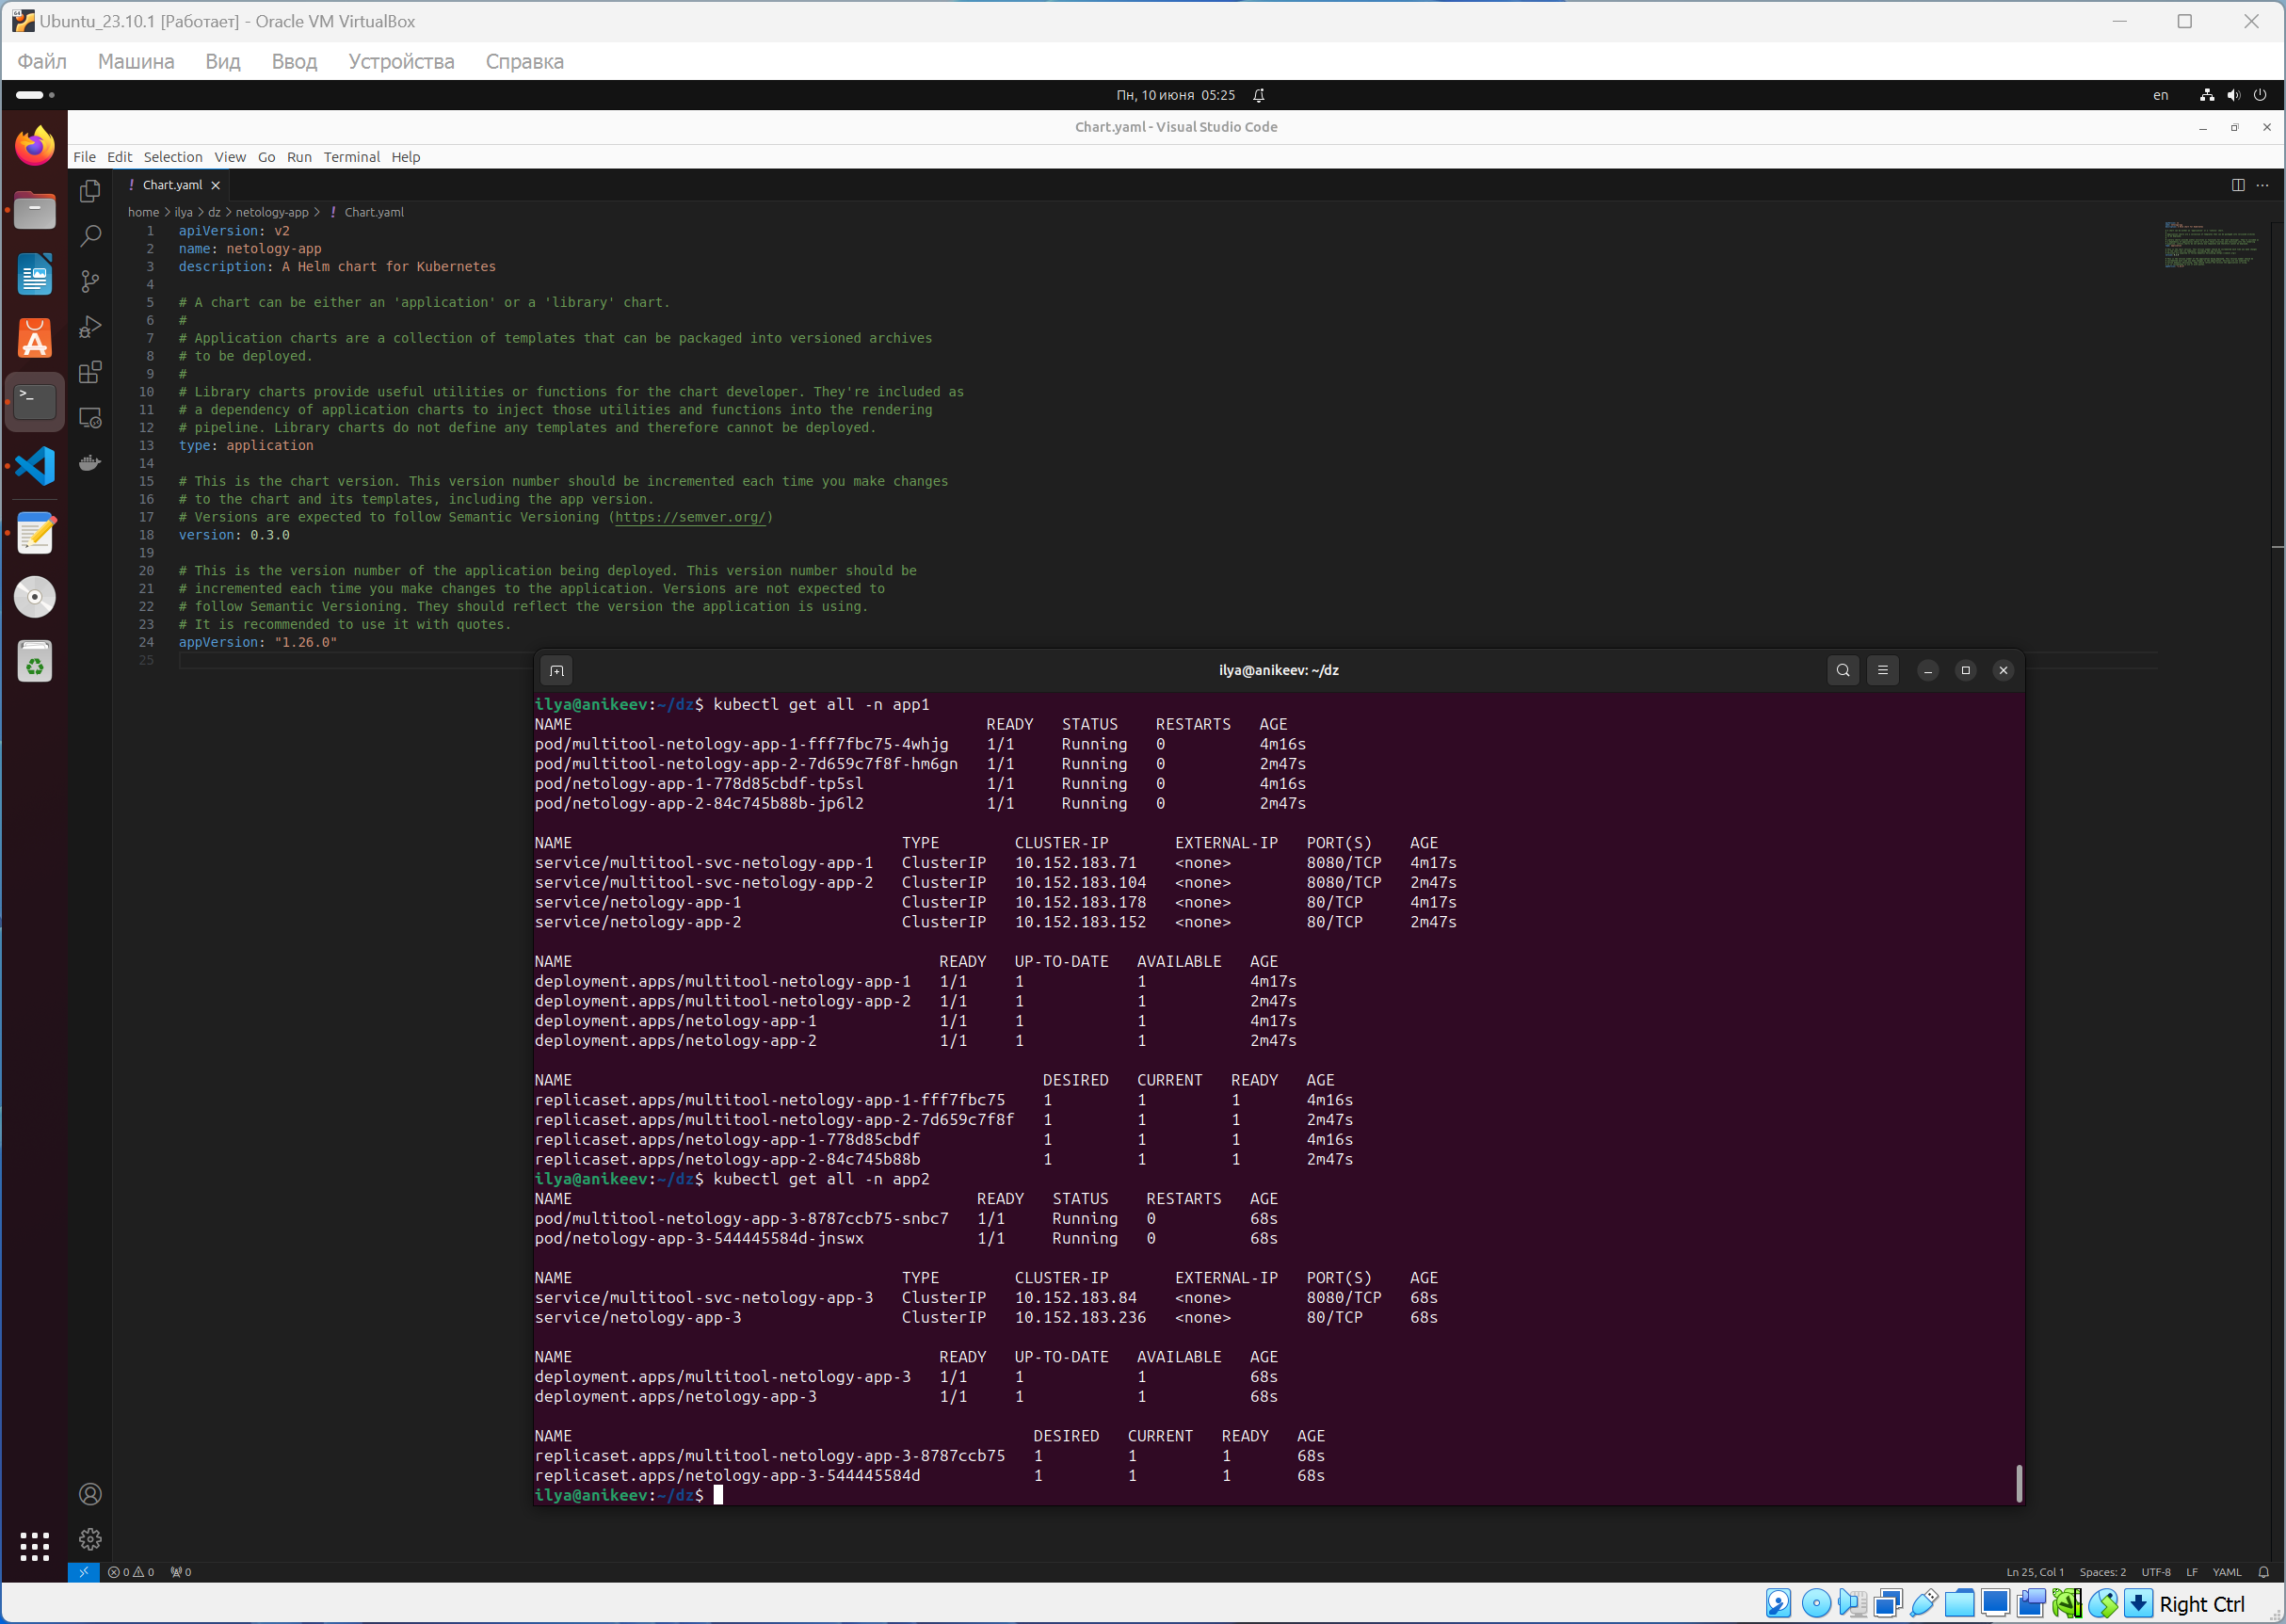 Ubuntu_23.10.1 [Работает] - Oracle VM VirtualBox
Файл Машина Вид Ввод Устройства Справка
Пн, 10 июня 05:25
en
Chart.yaml - Visual Studio Code
File Edit Selection View Go Run Terminal Help
! Chart.yaml
home > ilya > dz > netology-app > ! Chart.yaml
1 apiVersion: v2
2 name: netology-app
3 description: A Helm chart for Kubernetes
4
5 # A chart can be either an 'application' or a 'library' chart.
6 #
7 # Application charts are a collection of templates that can be packaged into versioned archives
8 # to be deployed.
9 #
10 # Library charts provide useful utilities or functions for the chart developer. They're included as
11 # a dependency of application charts to inject those utilities and functions into the rendering
12 # pipeline. Library charts do not define any templates and therefore cannot be deployed.
13 type: application
14
15 # This is the chart version. This version number should be incremented each time you make changes
16 # to the chart and its templates, including the app version.
17 # Versions are expected to follow Semantic Versioning (https://semver.org/)
18 version: 0.3.0
19
20 # This is the version number of the application being deployed. This version number should be
21 # incremented each time you make changes to the application. Versions are not expected to
22 # follow Semantic Versioning. They should reflect the version the application is using.
23 # It is recommended to use it with quotes.
24 appVersion: "1.26.0"
25
ilya@anikeev: ~/dz
ilya@anikeev:~/dz$ kubectl get all -n app1
NAME READY STATUS RESTARTS AGE
pod/multitool-netology-app-1-fff7fbc75-4whjg 1/1 Running 0 4m16s
pod/multitool-netology-app-2-7d659c7f8f-hm6gn 1/1 Running 0 2m47s
pod/netology-app-1-778d85cbdf-tp5sl 1/1 Running 0 4m16s
pod/netology-app-2-84c745b88b-jp6l2 1/1 Running 0 2m47s
NAME TYPE CLUSTER-IP EXTERNAL-IP PORT(S) AGE
service/multitool-svc-netology-app-1 ClusterIP 10.152.183.71 <none> 8080/TCP 4m17s
service/multitool-svc-netology-app-2 ClusterIP 10.152.183.104 <none> 8080/TCP 2m47s
service/netology-app-1 ClusterIP 10.152.183.178 <none> 80/TCP 4m17s
service/netology-app-2 ClusterIP 10.152.183.152 <none> 80/TCP 2m47s
NAME READY UP-TO-DATE AVAILABLE AGE
deployment.apps/multitool-netology-app-1 1/1 1 1 4m17s
deployment.apps/multitool-netology-app-2 1/1 1 1 2m47s
deployment.apps/netology-app-1 1/1 1 1 4m17s
deployment.apps/netology-app-2 1/1 1 1 2m47s
NAME DESIRED CURRENT READY AGE
replicaset.apps/multitool-netology-app-1-fff7fbc75 1 1 1 4m16s
replicaset.apps/multitool-netology-app-2-7d659c7f8f 1 1 1 2m47s
replicaset.apps/netology-app-1-778d85cbdf 1 1 1 4m16s
replicaset.apps/netology-app-2-84c745b88b 1 1 1 2m47s
ilya@anikeev:~/dz$ kubectl get all -n app2
NAME READY STATUS RESTARTS AGE
pod/multitool-netology-app-3-8787ccb75-snbc7 1/1 Running 0 68s
pod/netology-app-3-544445584d-jnswx 1/1 Running 0 68s
NAME TYPE CLUSTER-IP EXTERNAL-IP PORT(S) AGE
service/multitool-svc-netology-app-3 ClusterIP 10.152.183.84 <none> 8080/TCP 68s
service/netology-app-3 ClusterIP 10.152.183.236 <none> 80/TCP 68s
NAME READY UP-TO-DATE AVAILABLE AGE
deployment.apps/multitool-netology-app-3 1/1 1 1 68s
deployment.apps/netology-app-3 1/1 1 1 68s
NAME DESIRED CURRENT READY AGE
replicaset.apps/multitool-netology-app-3-8787ccb75 1 1 1 68s
replicaset.apps/netology-app-3-544445584d 1 1 1 68s
ilya@anikeev:~/dz$
0 0 0 Ln 25, Col 1 Spaces: 2 UTF-8 LF YAML
Right Ctrl